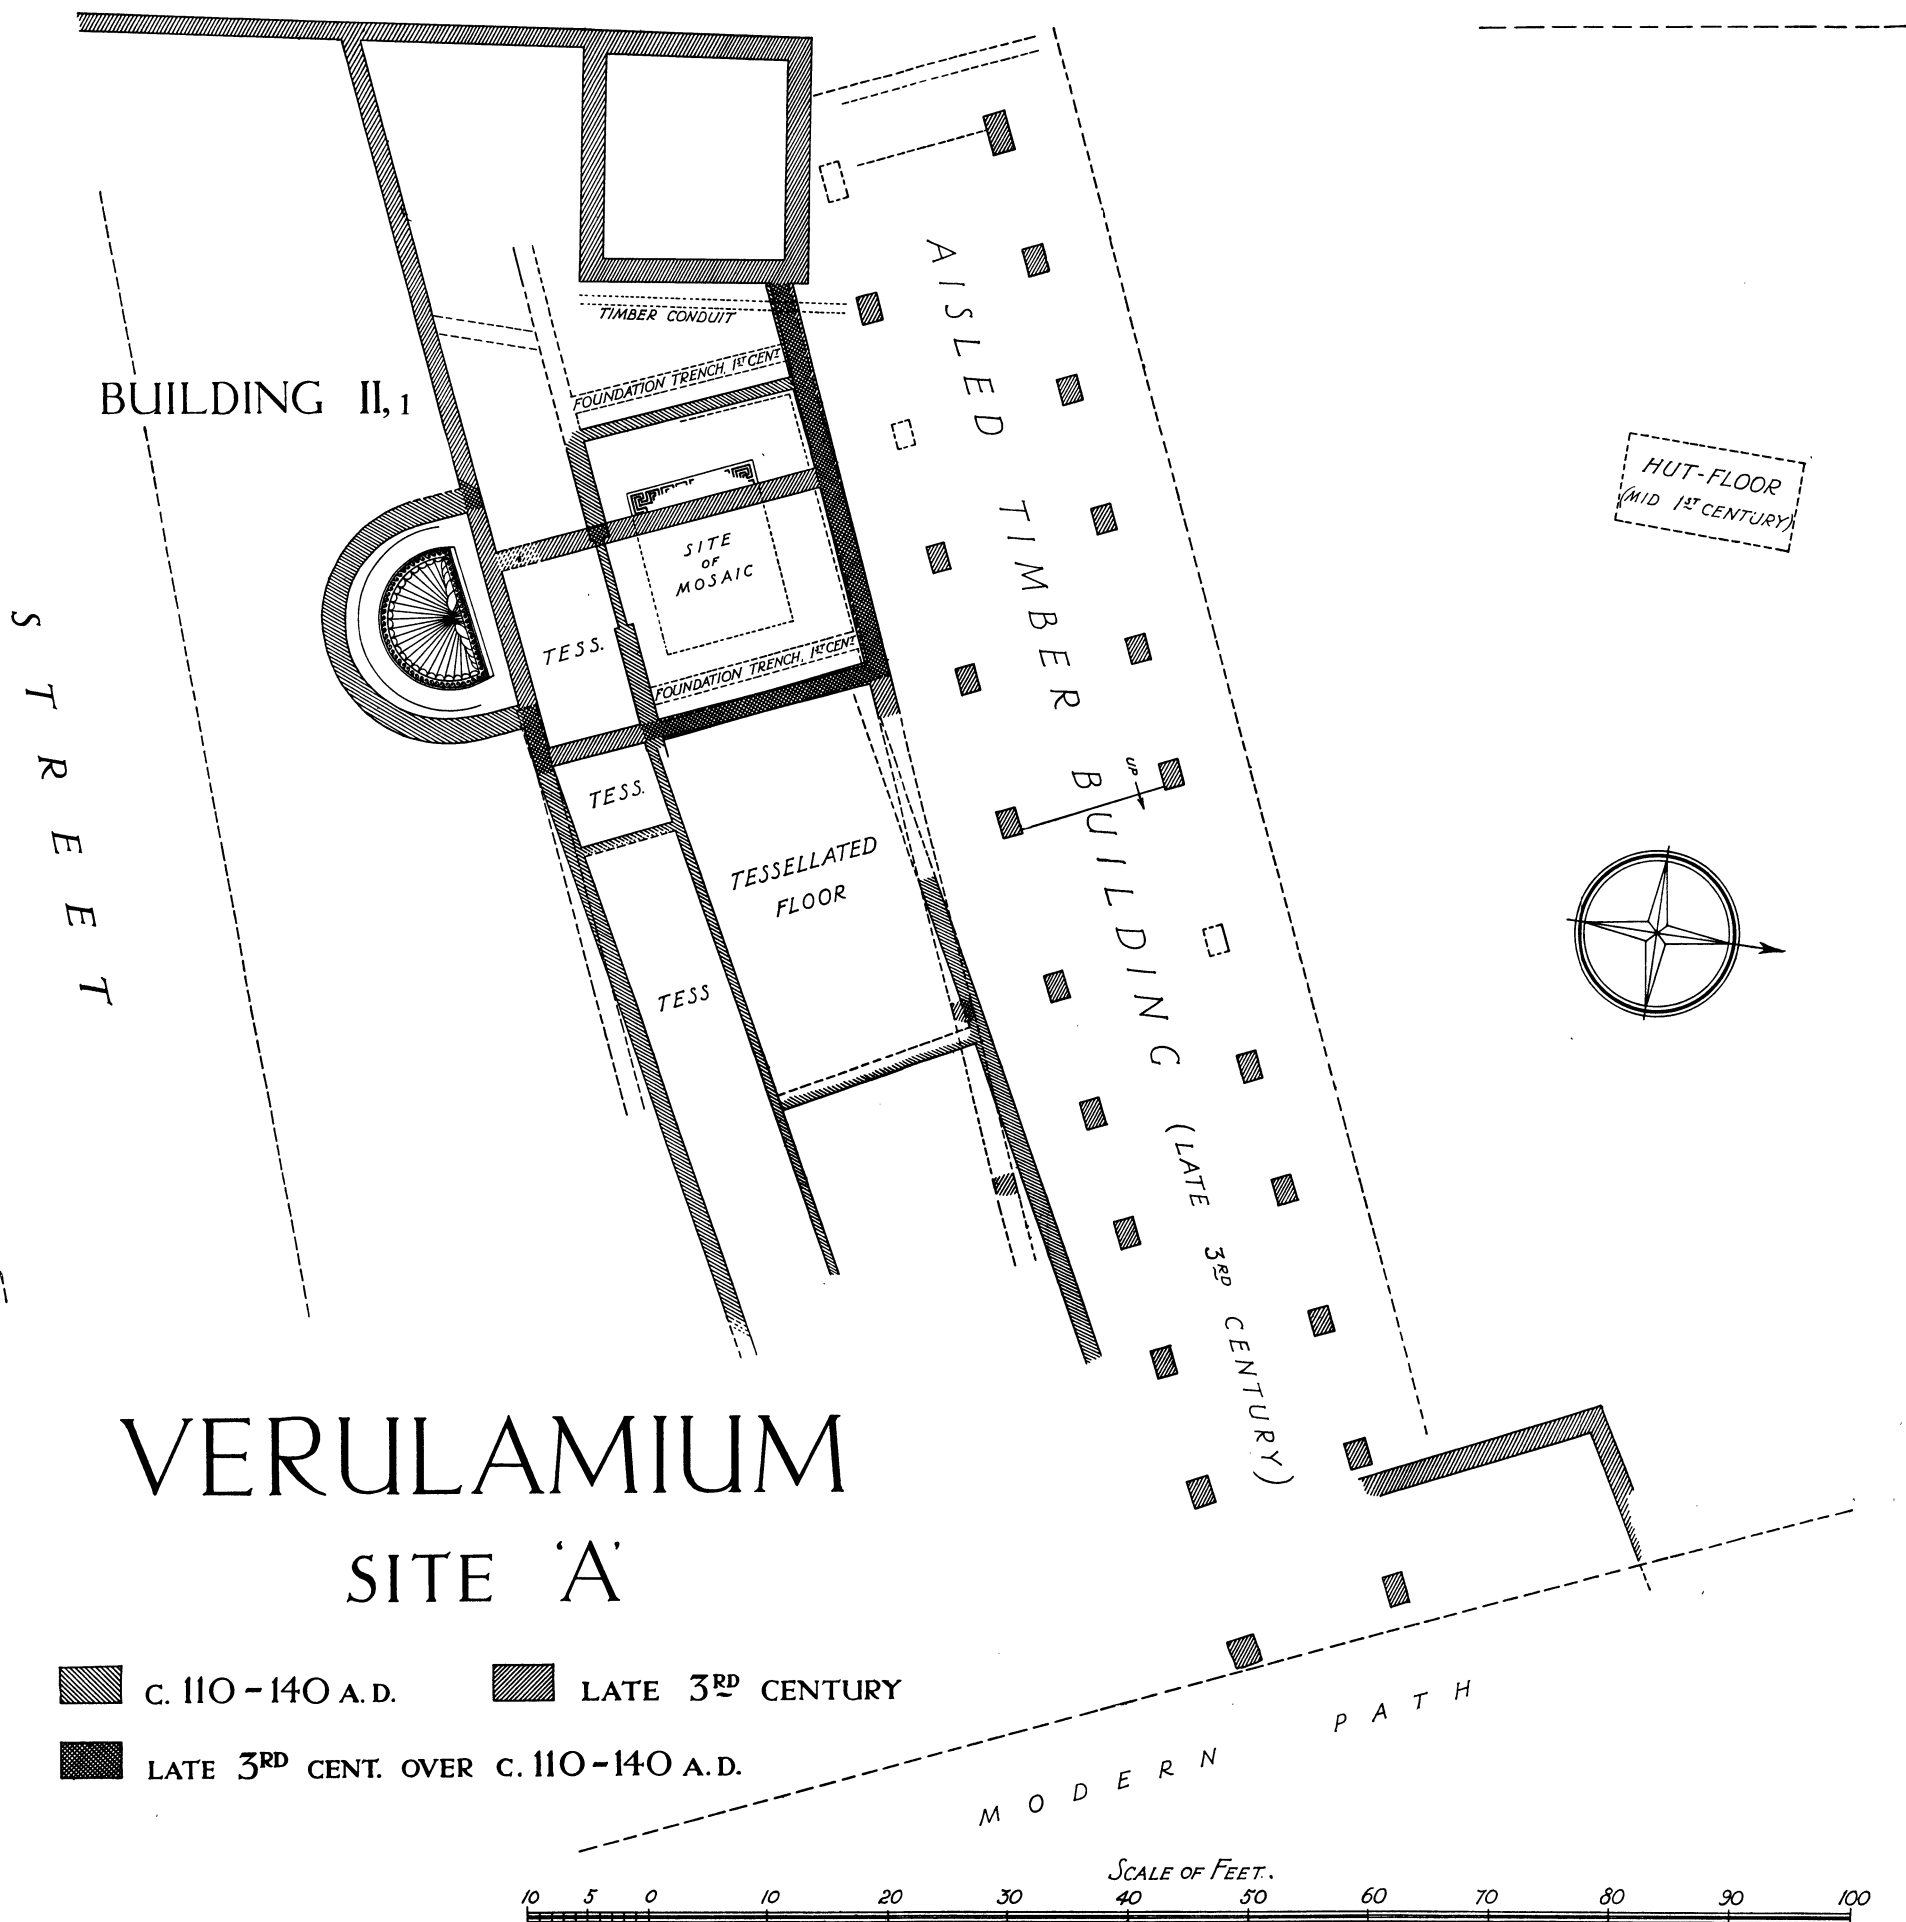 TIMBER CONDUIT
FOUNDATION TRENCH, 1ST CENT
BUILDING II, 1
AISLED TIMBER BUILDING (LATE 3RD CENTURY)
HUT-FLOOR
(MID 1ST CENTURY)
SITE
OF
MOSAIC
TESS.
FOUNDATION TRENCH, 1ST CENT
STREET
TESS.
UP
TESSELLATED
FLOOR
TESS
VERULAMIUM
SITE 'A'
C. 110-140 A.D.
LATE 3RD CENTURY
LATE 3RD CENT. OVER C. 110-140 A.D.
MODERN PATH
SCALE OF FEET.
10 5 0 10 20 30 40 50 60 70 80 90 100